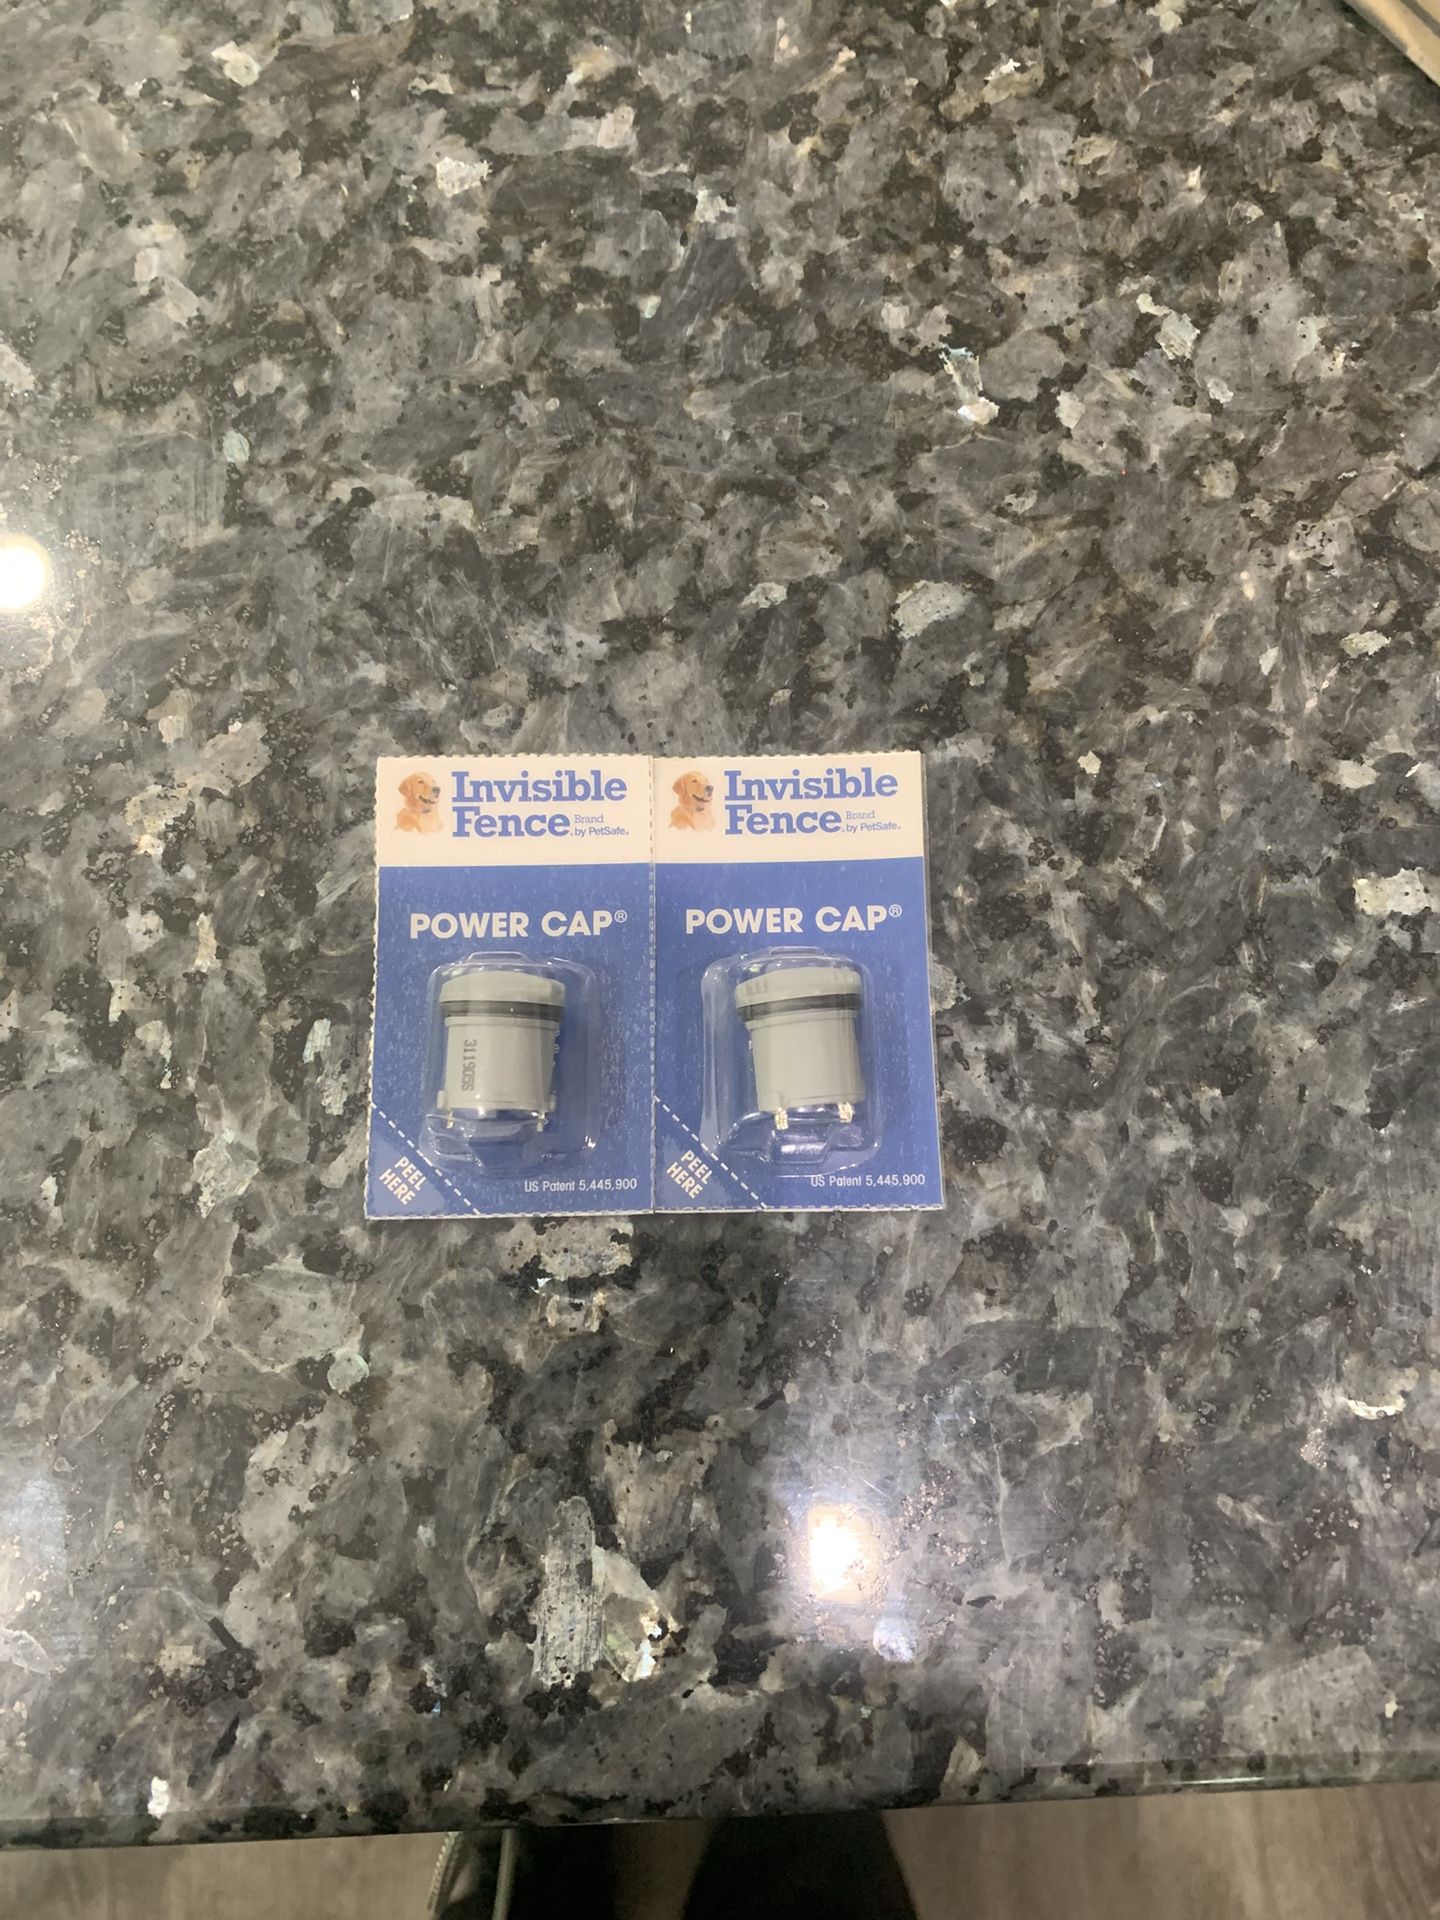 Invisible
Fence® Brand
by PetSafe®
POWER CAP®
311905S
PEEL
HERE
US Patent 5,445,900
Invisible
Fence® Brand
by PetSafe®
POWER CAP®
PEEL
HERE
US Patent 5,445,900